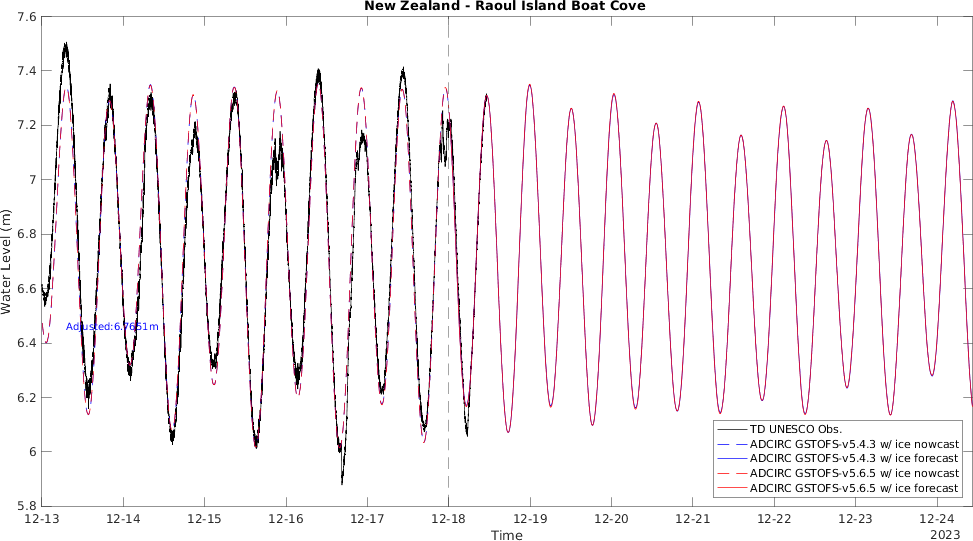 New Zealand - Raoul Island Boat Cove
7.6
7.4
7.2
7
6.8
6.6
6.4
6.2
6
5.8
Water Level (m)
Adjusted:6.7651m
TD UNESCO Obs.
ADCIRC GSTOFS-v5.4.3 w/ ice nowcast
ADCIRC GSTOFS-v5.4.3 w/ ice forecast
ADCIRC GSTOFS-v5.6.5 w/ ice nowcast
ADCIRC GSTOFS-v5.6.5 w/ ice forecast
12-13 12-14 12-15 12-16 12-17 12-18 12-19 12-20 12-21 12-22 12-23 12-24
Time
2023